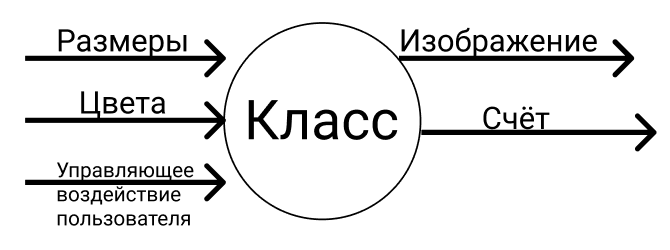 Размеры
Цвета
Управляющее
воздействие
пользователя
Класс
Изображение
Счёт